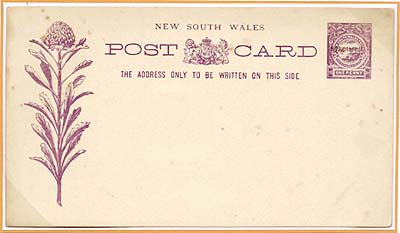 NEW SOUTH WALES
POST CARD
THE ADDRESS ONLY TO BE WRITTEN ON THIS SIDE.
ONE PENNY